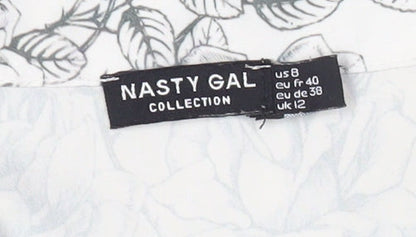 NASTY GAL
COLLECTION
us 8
eu fr 40
eu de 38
uk 12